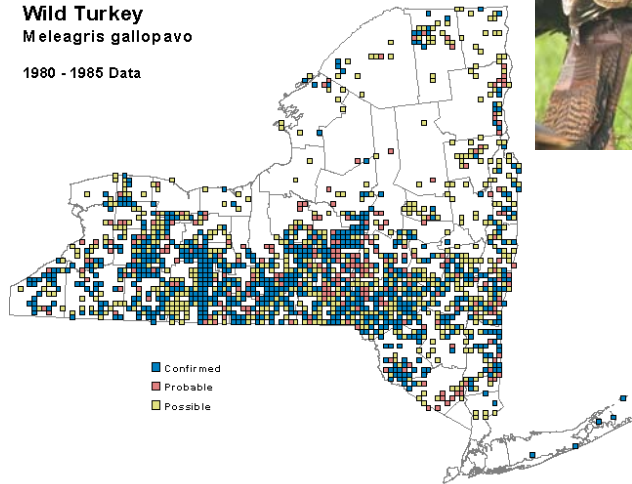 Wild Turkey
Meleagris gallopavo
1980 - 1985 Data
Confirmed
Probable
Possible